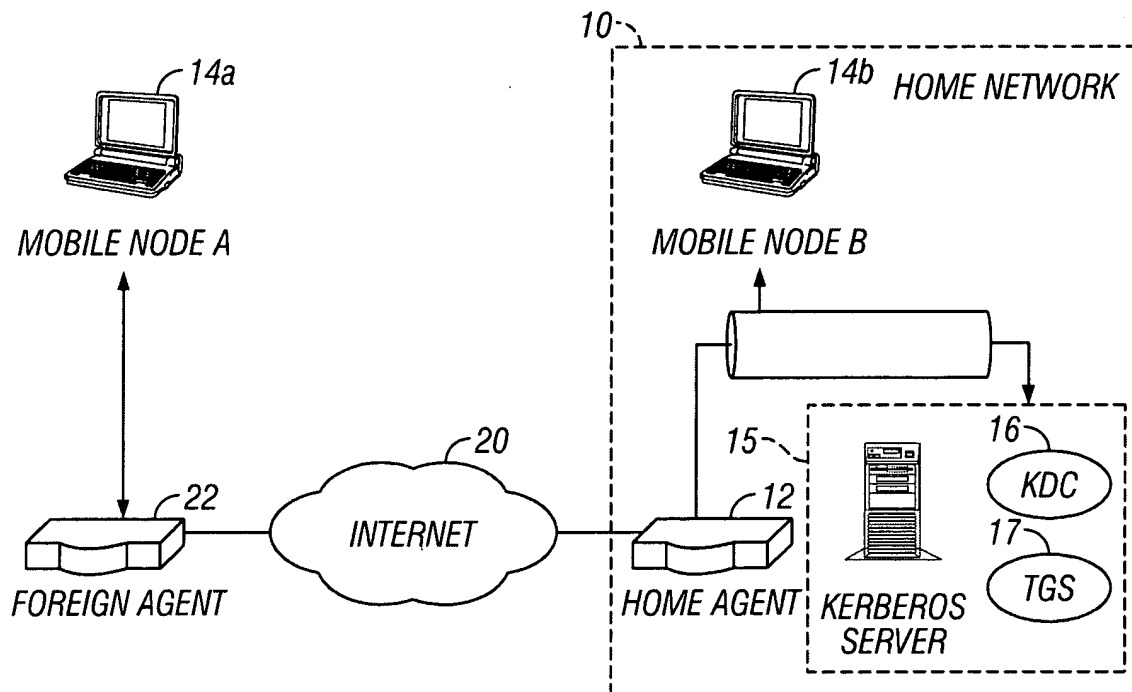 10
14a
14b
HOME NETWORK
MOBILE NODE A
MOBILE NODE B
15
16
KDC
20
22
12
INTERNET
17
TGS
FOREIGN AGENT
HOME AGENT
KERBEROS
SERVER